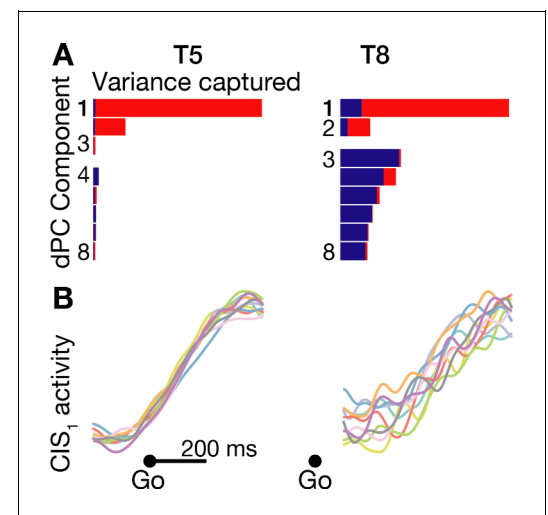 A
T5
T8
Variance captured
dPC Component
1
3
4
8
1
2
3
8
B
CIS1 activity
200 ms
Go
Go